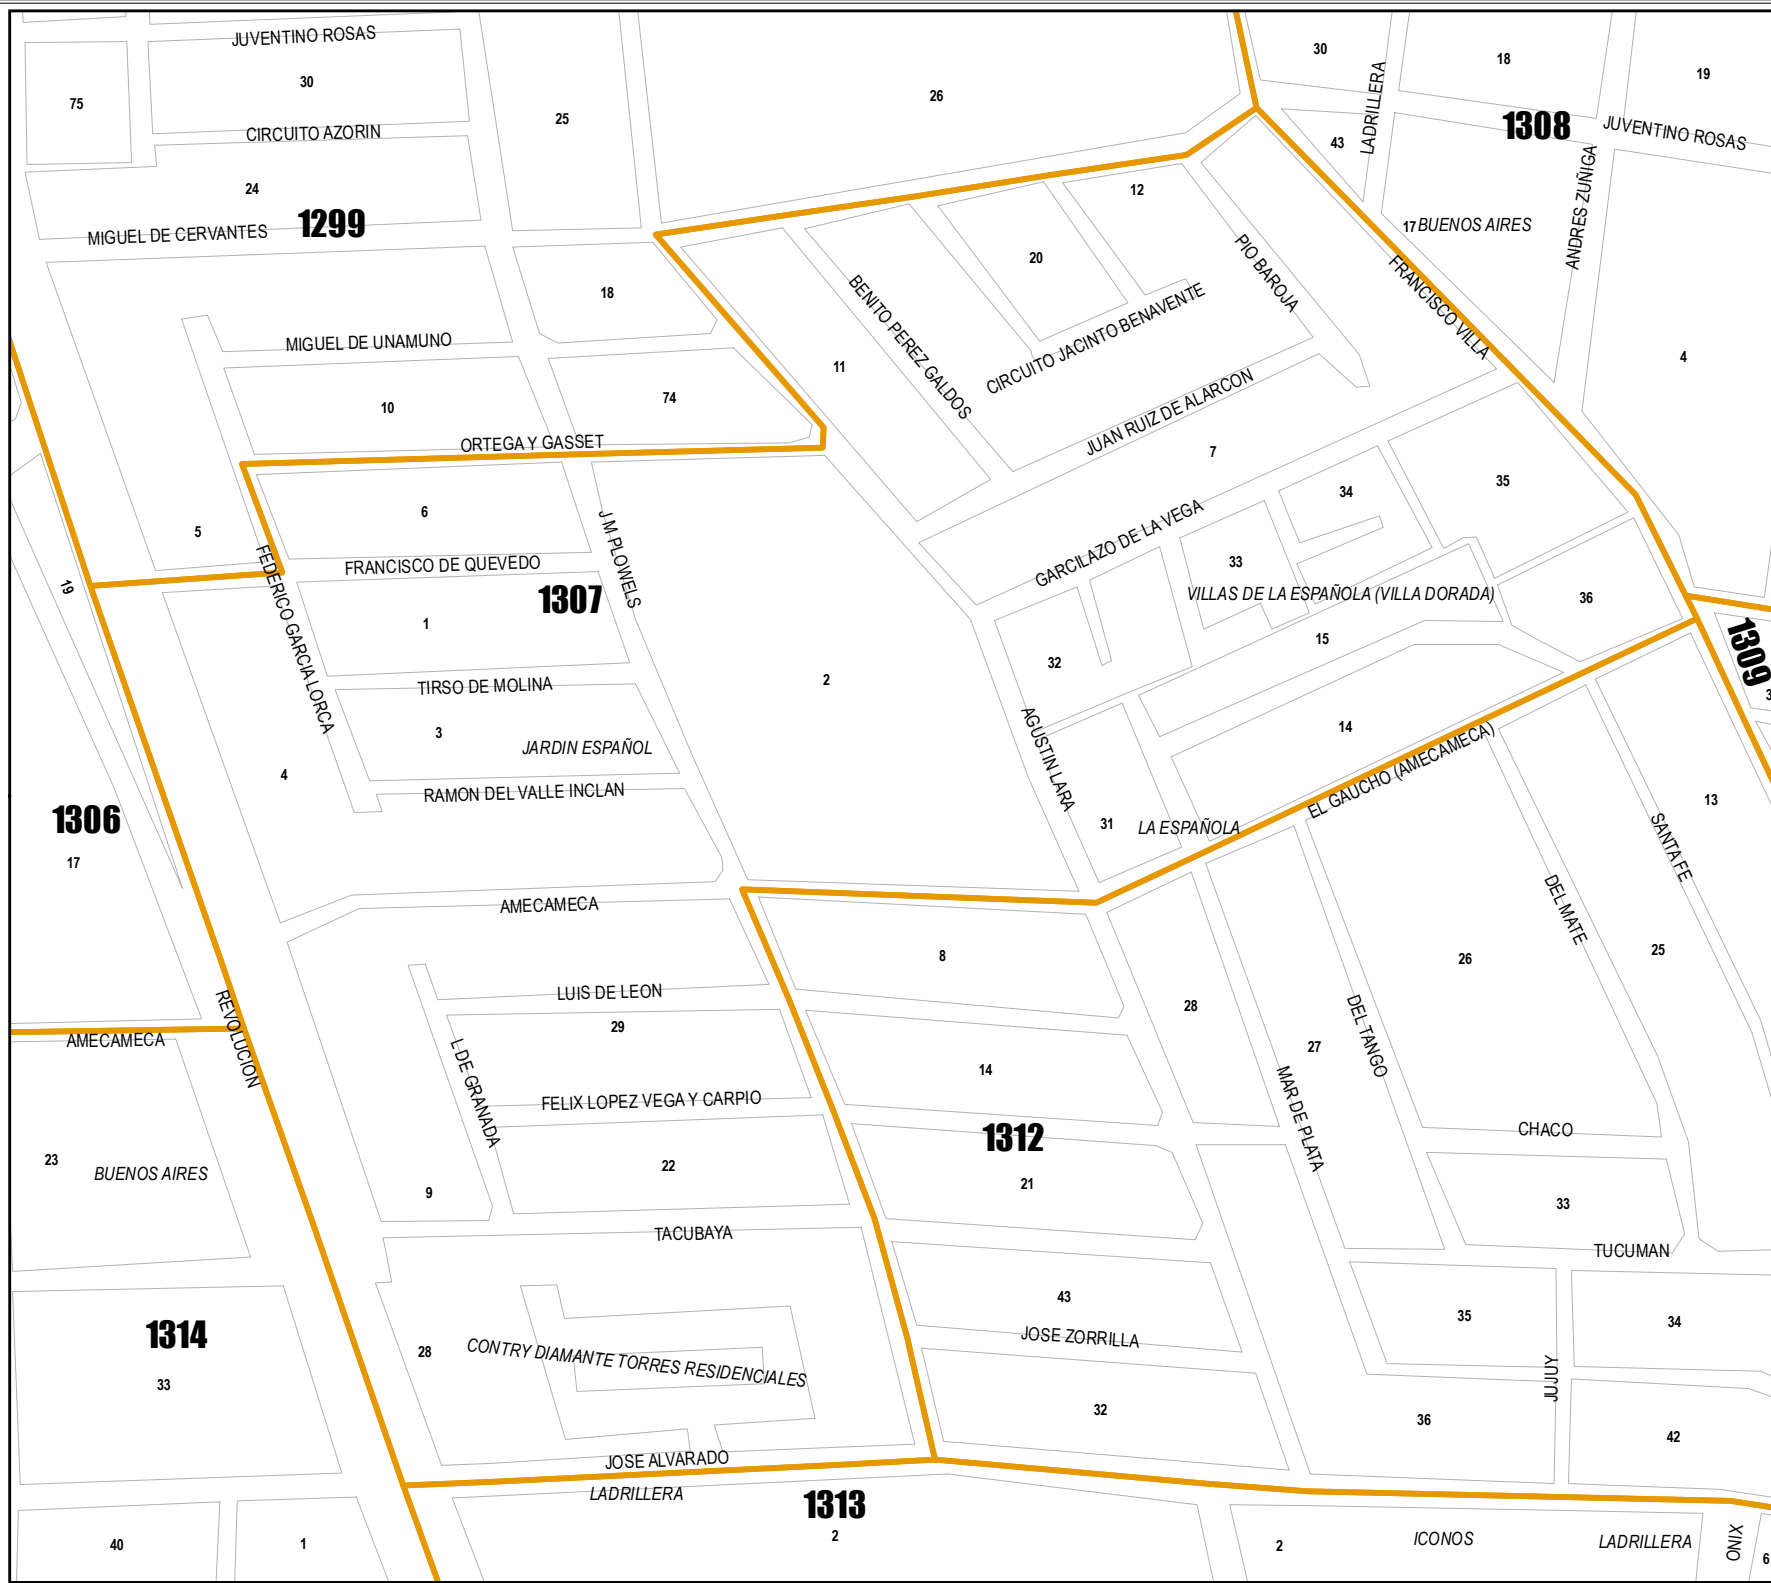 JUVENTINO ROSAS
30
75
CIRCUITO AZORIN
25
26
30
18
19
LADRILLERA
1308
43
JUVENTINO ROSAS
24
1299
MIGUEL DE CERVANTES
12
ANDRES ZUÑIGA
17
BUENOS AIRES
20
PIO BAROJA
18
BENITO PEREZ GALDOS
CIRCUITO JACINTO BENAVENTE
FRANCISCO VILLA
MIGUEL DE UNAMUNO
11
4
10
74
JUAN RUIZ DE ALARCON
ORTEGA Y GASSET
7
6
35
34
5
J M PLOWELS
GARCILAZO DE LA VEGA
FRANCISCO DE QUEVEDO
33
19
FEDERICO GARCIA LORCA
1307
VILLAS DE LA ESPAÑOLA (VILLA DORADA)
36
1
15
1309
32
2
TIRSO DE MOLINA
3
3
JARDIN ESPAÑOL
AGUSTIN LARA
14
4
EL GAUCHO (AMECAMECA)
RAMON DEL VALLE INCLAN
13
1306
31
LA ESPAÑOLA
SANTA FE
17
AMECAMECA
DEL MATE
8
26
25
LUIS DE LEON
28
29
REVOLUCION
AMECAMECA
DEL TANGO
27
L DE GRANADA
14
FELIX LOPEZ VEGA Y CARPIO
MAR DE PLATA
1312
CHACO
23
BUENOS AIRES
22
21
9
33
TACUBAYA
TUCUMAN
43
1314
JOSE ZORRILLA
35
34
28
CONTRY DIAMANTE TORRES RESIDENCIALES
33
JUJUY
32
36
42
JOSE ALVARADO
LADRILLERA
1313
2
40
1
2
ICONOS
LADRILLERA
ONIX
6